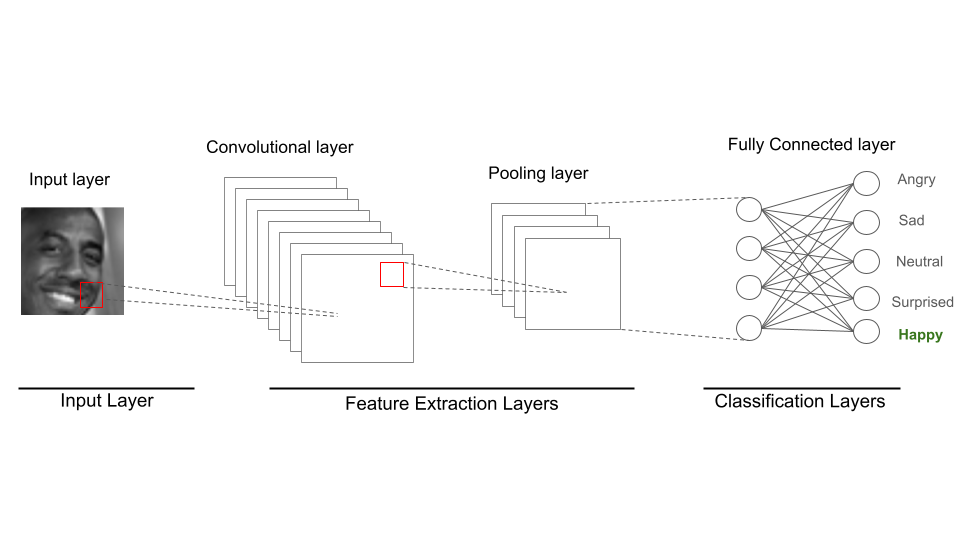 Input layer
Convolutional layer
Pooling layer
Fully Connected layer
Angry
Sad
Neutral
Surprised
Happy
Input Layer
Feature Extraction Layers
Classification Layers